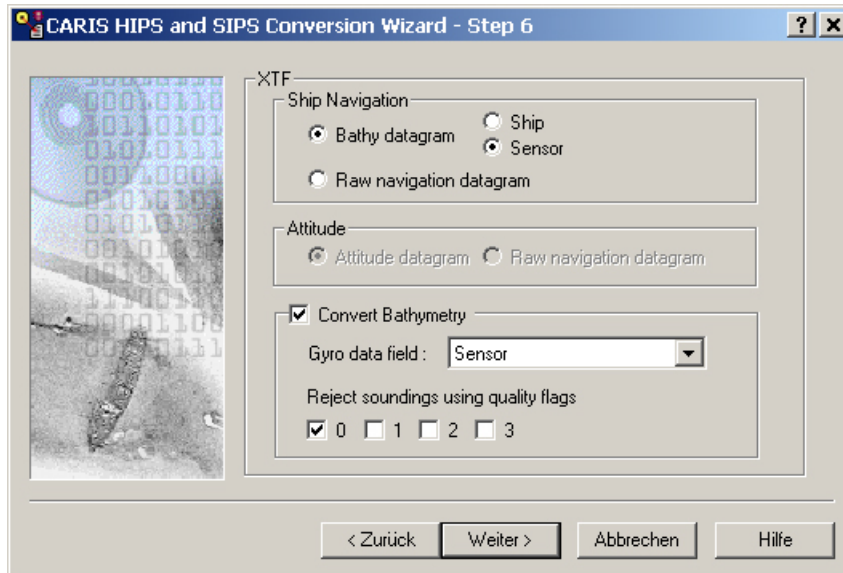 CARIS HIPS and SIPS Conversion Wizard - Step 6
XTF
Ship Navigation
Bathy datagram
Ship
Sensor
Raw navigation datagram
Attitude
Attitude datagram Raw navigation datagram
Convert Bathymetry
Gyro data field : Sensor
Reject soundings using quality flags
0 1 2 3
< Zurück Weiter > Abbrechen Hilfe